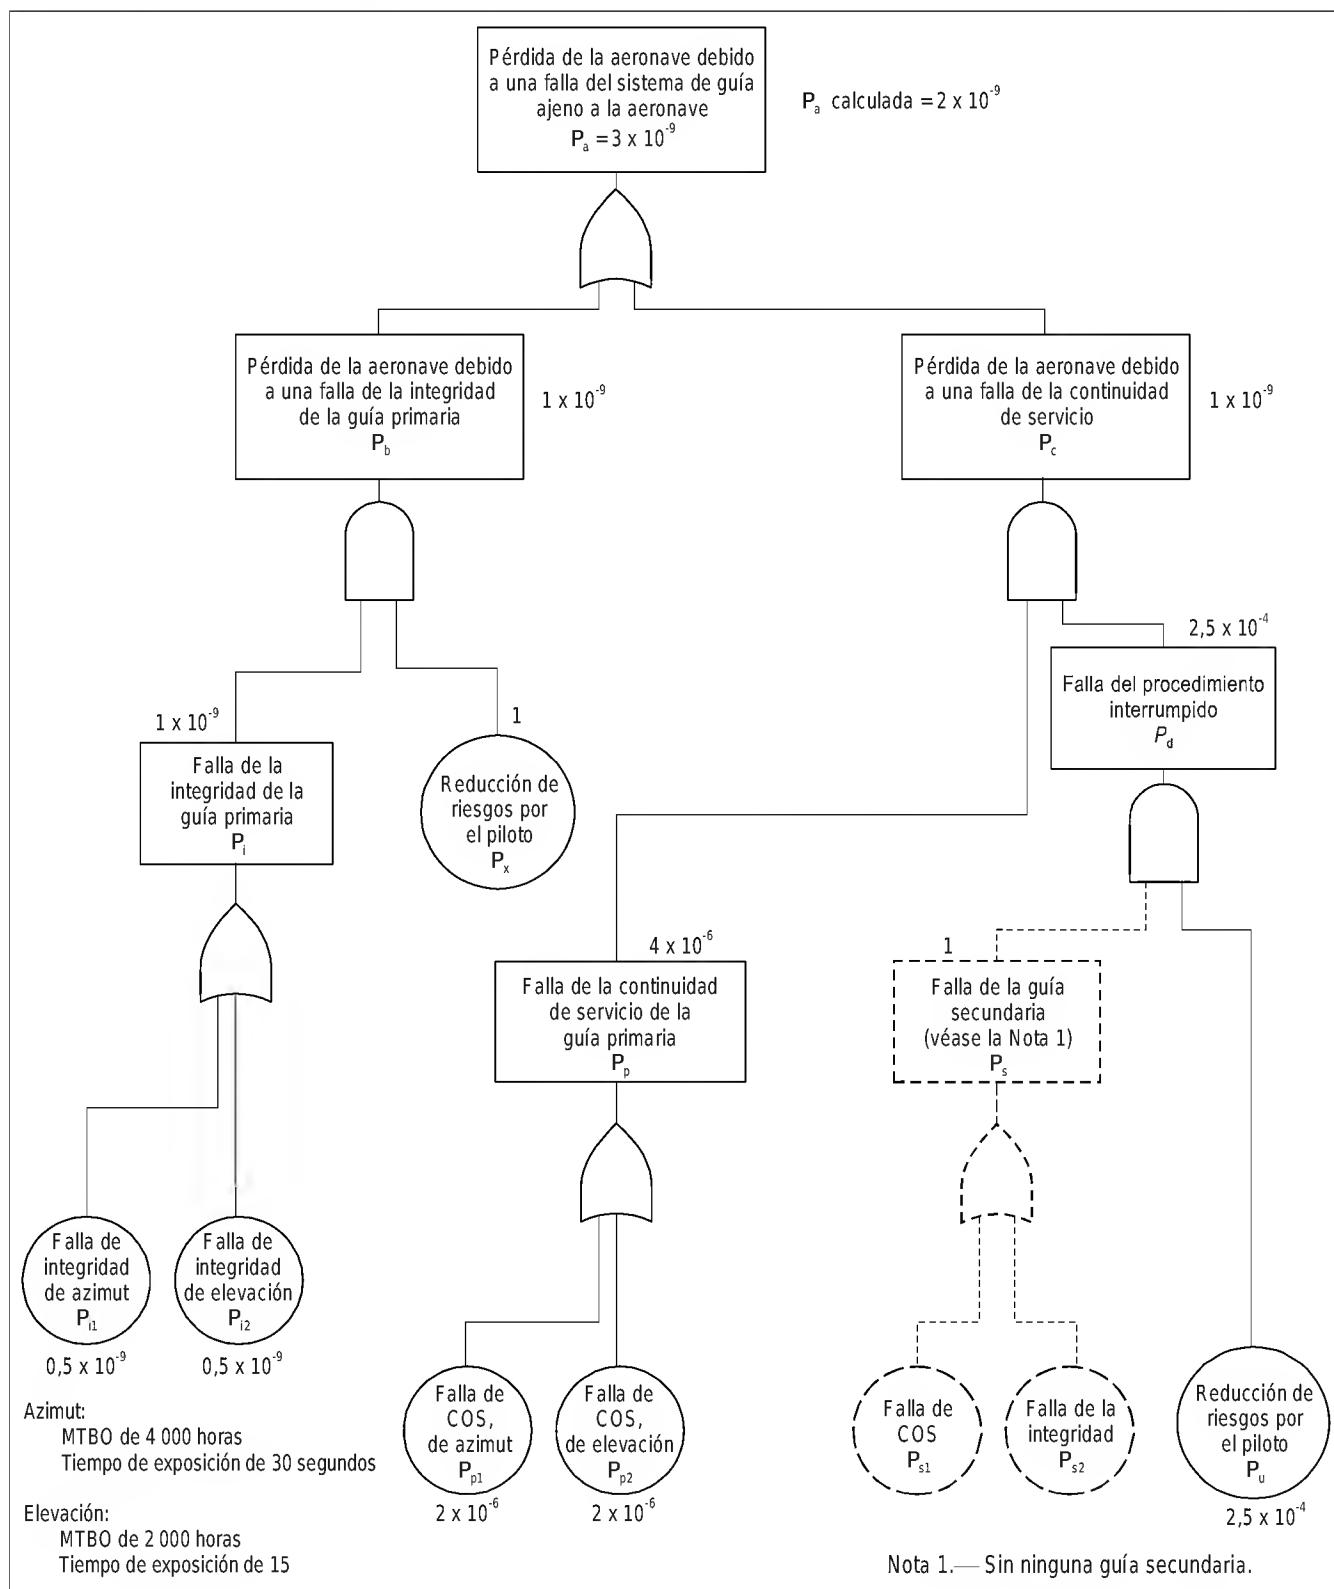 Pérdida de la aeronave debido
a una falla del sistema de guía
ajeno a la aeronave
Pa = 3 x 10-9
Pa calculada = 2 x 10-9
Pérdida de la aeronave debido
a una falla de la integridad
de la guía primaria
Pb
1 x 10-9
Pérdida de la aeronave debido
a una falla de la continuidad
de servicio
Pc
1 x 10-9
2,5 x 10-4
Falla del procedimiento
interrumpido
Pd
1 x 10-9
Falla de la
integridad de la
guía primaria
Pi
1
Reducción de
riesgos por
el piloto
Px
4 x 10-6
Falla de la continuidad
de servicio de la
guía primaria
Pp
1
Falla de la guía
secundaria
(véase la Nota 1)
Ps
Falla de
integridad
de azimut
Pi1
0,5 x 10-9
Falla de
integridad
de elevación
Pi2
0,5 x 10-9
Falla de
COS,
de azimut
Pp1
2 x 10-6
Falla de
COS,
de elevación
Pp2
2 x 10-6
Falla de
COS
Ps1
Falla de la
integridad
Ps2
Reducción de
riesgos por
el piloto
Pu
2,5 x 10-4
Azimut:
MTBO de 4 000 horas
Tiempo de exposición de 30 segundos
Elevación:
MTBO de 2 000 horas
Tiempo de exposición de 15
Nota 1.— Sin ninguna guía secundaria.